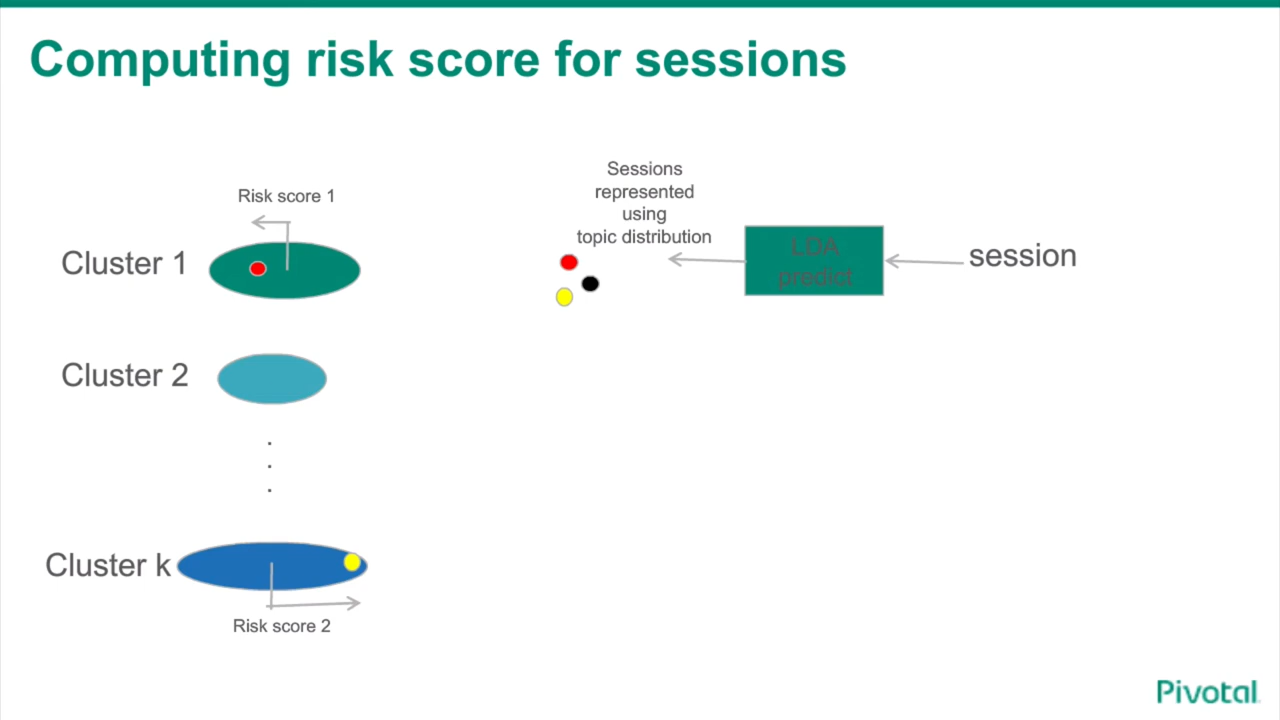 Computing risk score for sessions
Sessions
represented
using
topic distribution
Risk score 1
Cluster 1
LDA
predict
session
Cluster 2
.
.
.
Cluster k
Risk score 2
Pivotal